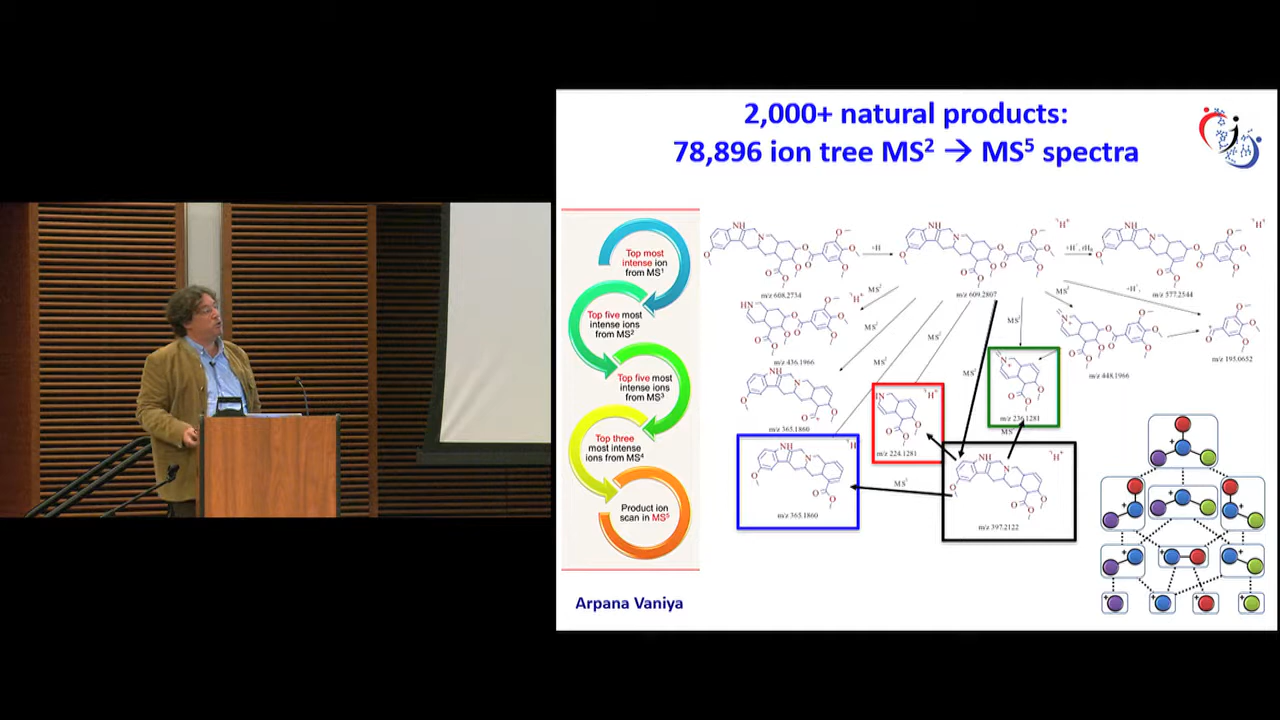 2,000+ natural products:
78,896 ion tree MS² → MS⁵ spectra
Top most
intense ion
from MS¹
Top five most
intense ions
from MS²
Top five most
intense ions
from MS³
Top three
most intense
ions from MS⁴
Product ion
scan in MS⁵
Arpana Vaniya
m/z 608.2734
m/z 609.2807
m/z 577.2544
m/z 436.1966
m/z 195.0652
m/z 448.1966
m/z 365.1860
m/z 236.1281
m/z 224.1281
m/z 365.1860
m/z 397.2122